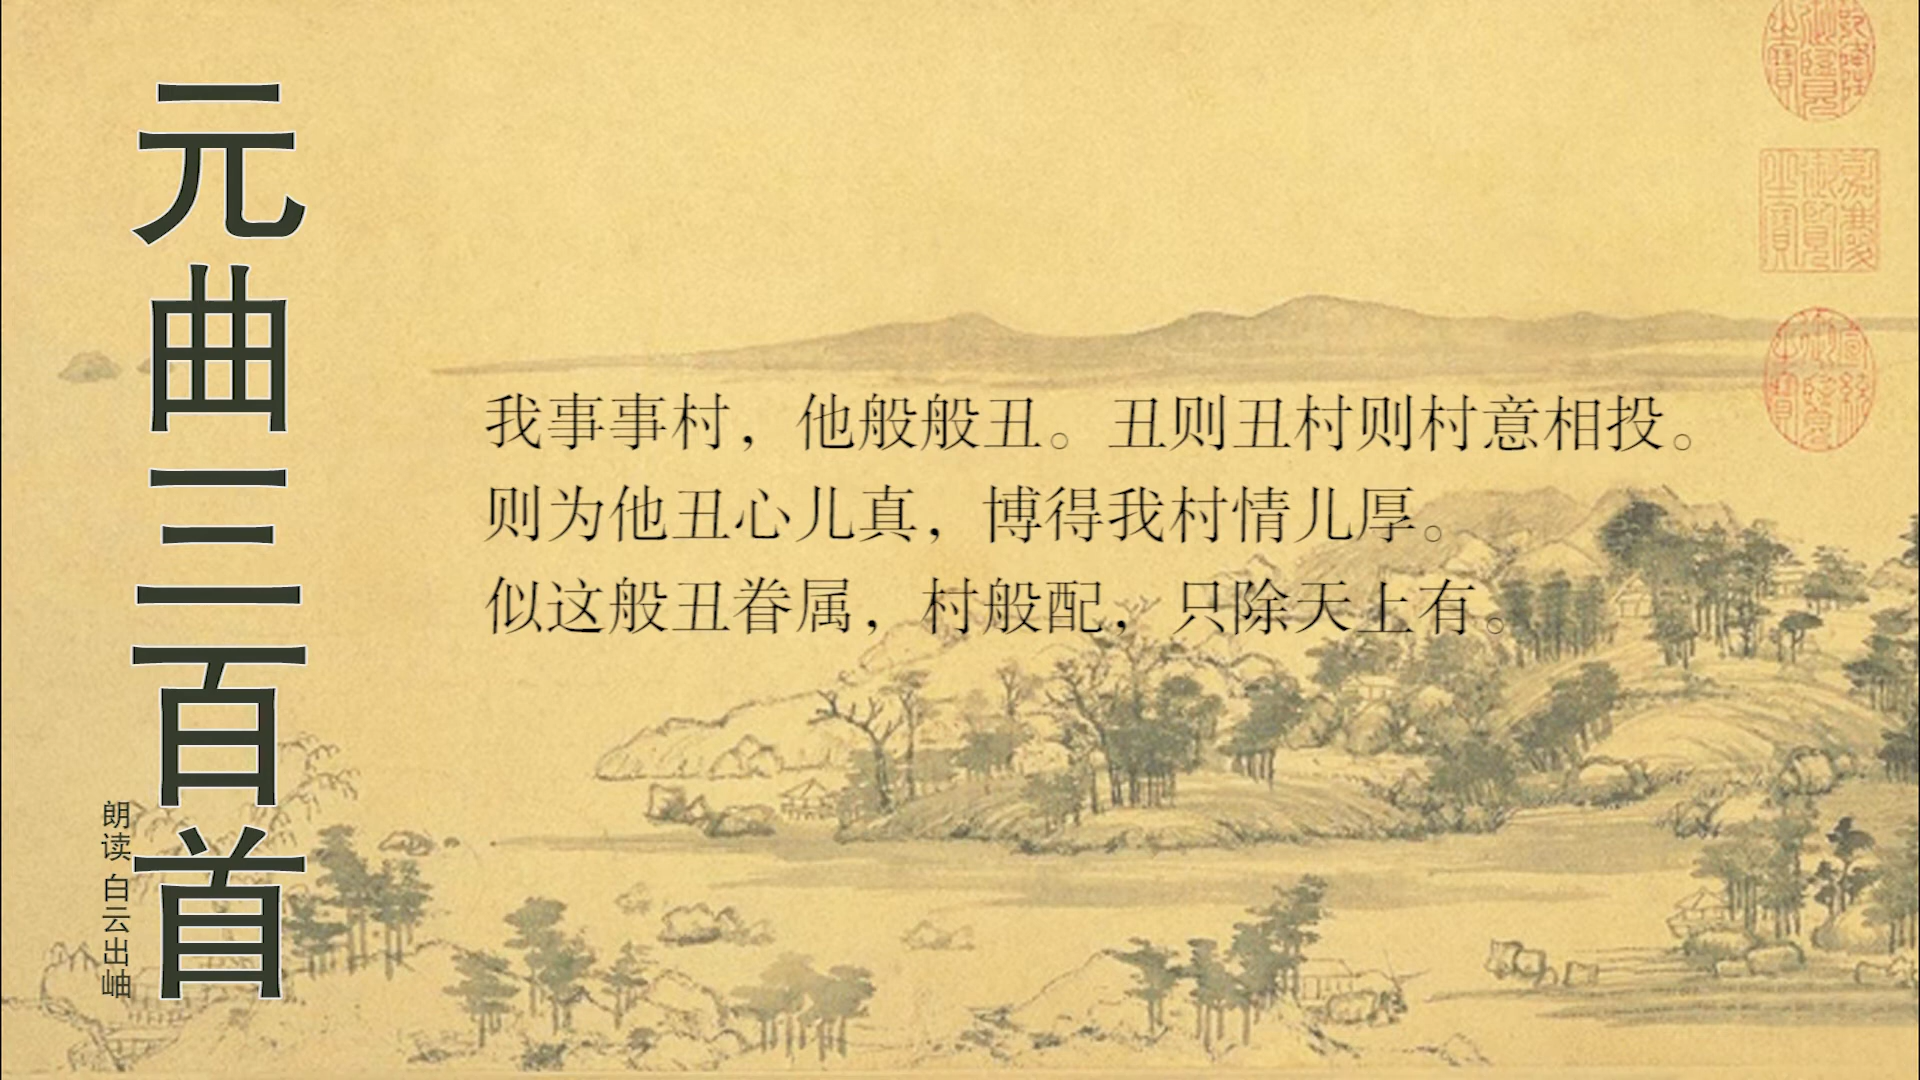 元曲三百首
朗读 白云出岫
我事事村，他般般丑。丑则丑村则村意相投。
则为他丑心儿真，博得我村情儿厚。
似这般丑眷属，村般配，只除天上有。